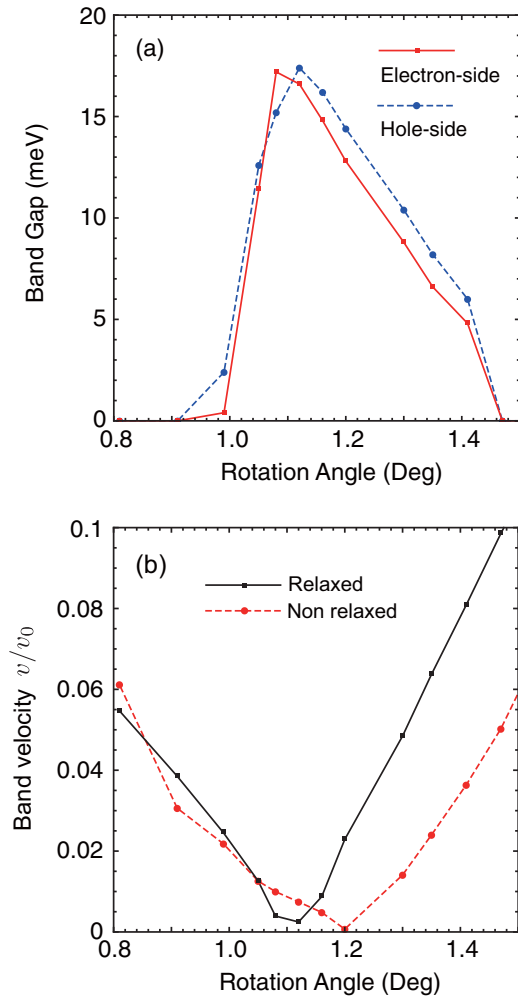 (a)
Electron-side
Hole-side
Band Gap (meV)
20
15
10
5
0
0.8 1.0 1.2 1.4
Rotation Angle (Deg)
(b)
Relaxed
Non relaxed
Band velocity v/v₀
0.1
0.08
0.06
0.04
0.02
0
0.8 1.0 1.2 1.4
Rotation Angle (Deg)